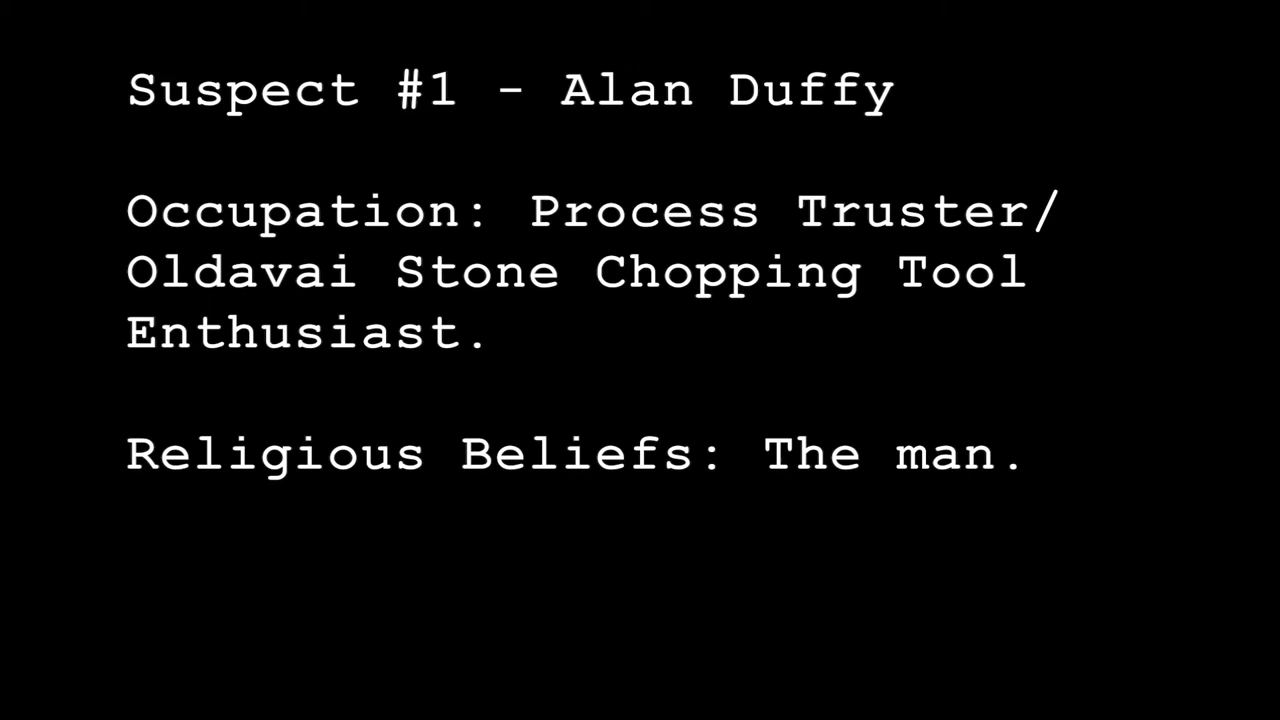 Suspect #1 - Alan Duffy
Occupation: Process Truster/
Oldavai Stone Chopping Tool
Enthusiast.
Religious Beliefs: The man.